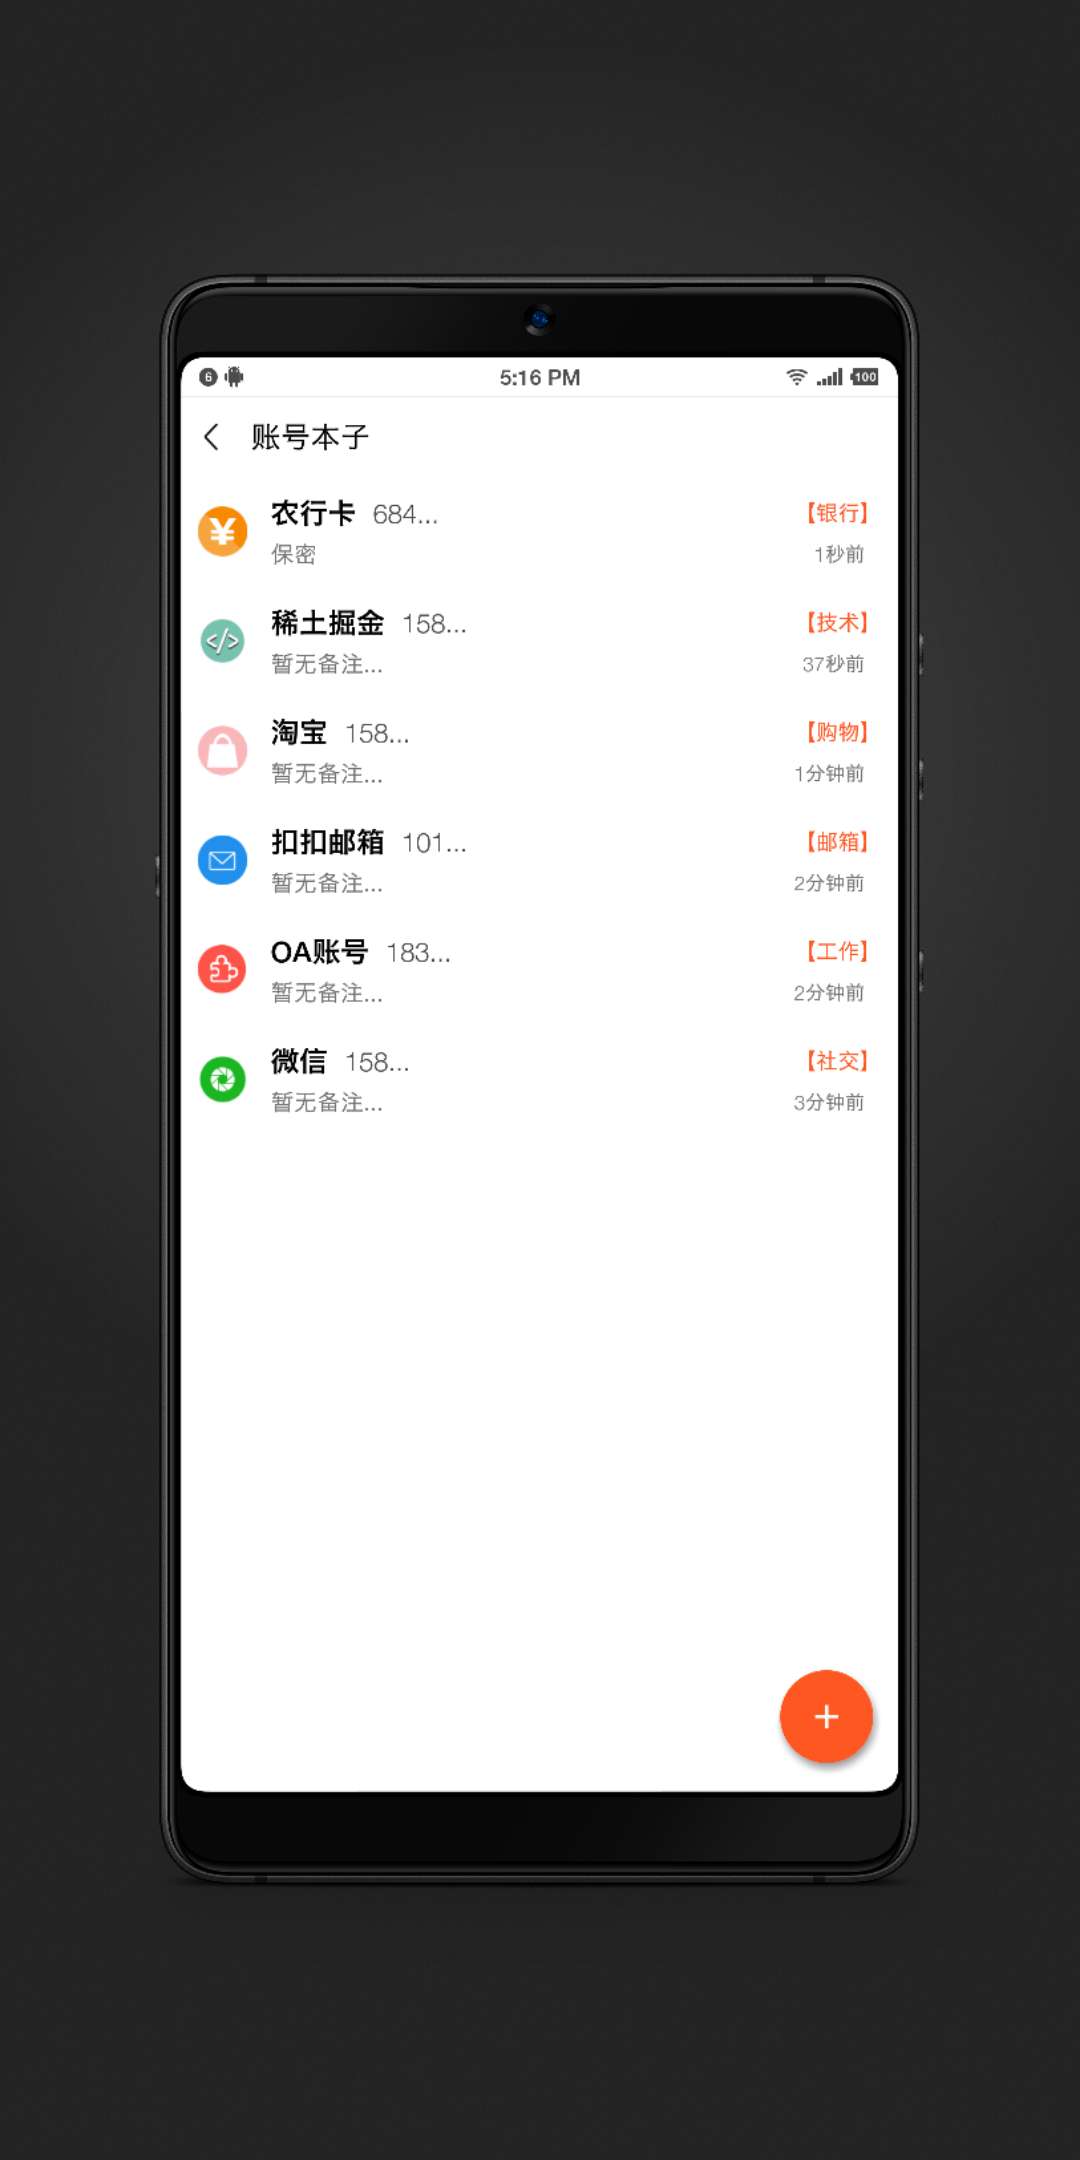 6 5:16 PM 100
账号本子
农行卡 684... 【银行】
保密 1秒前
稀土掘金 158... 【技术】
暂无备注... 37秒前
淘宝 158... 【购物】
暂无备注... 1分钟前
扣扣邮箱 101... 【邮箱】
暂无备注... 2分钟前
OA账号 183... 【工作】
暂无备注... 2分钟前
微信 158... 【社交】
暂无备注... 3分钟前